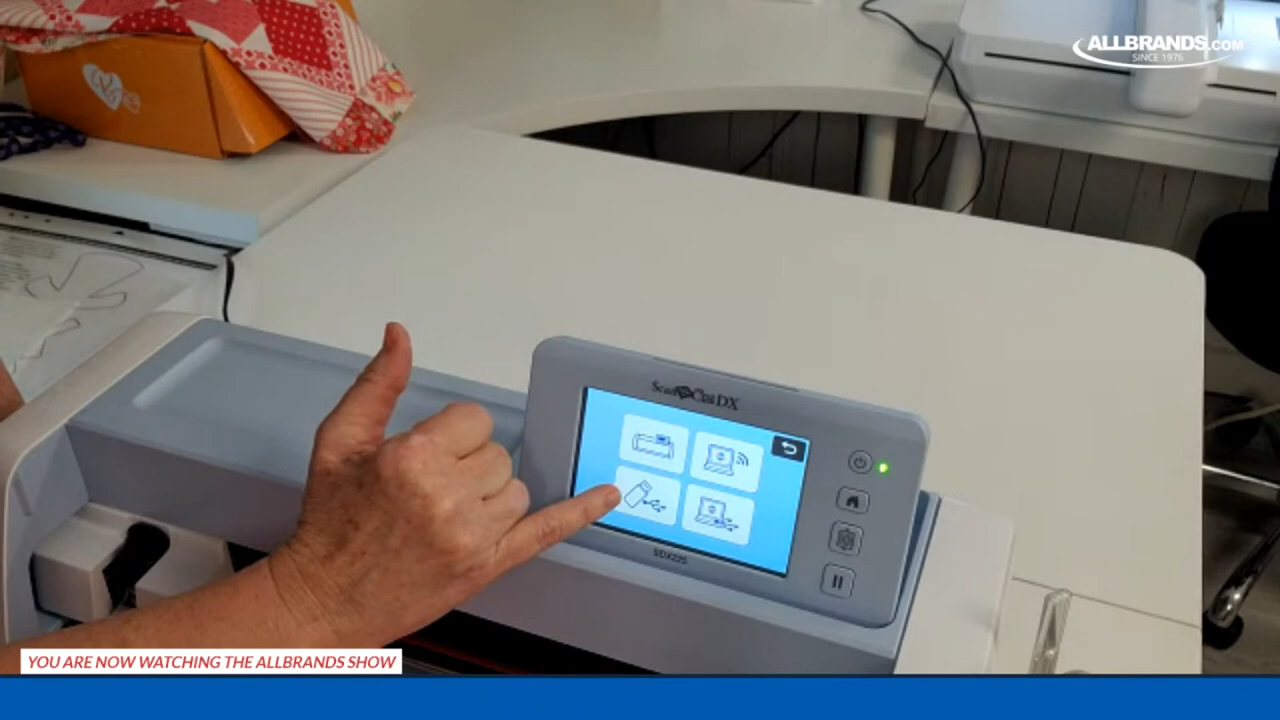 ALLBRANDS.COM
SINCE 1976
ScanNCutDX
SDX225
YOU ARE NOW WATCHING THE ALLBRANDS SHOW